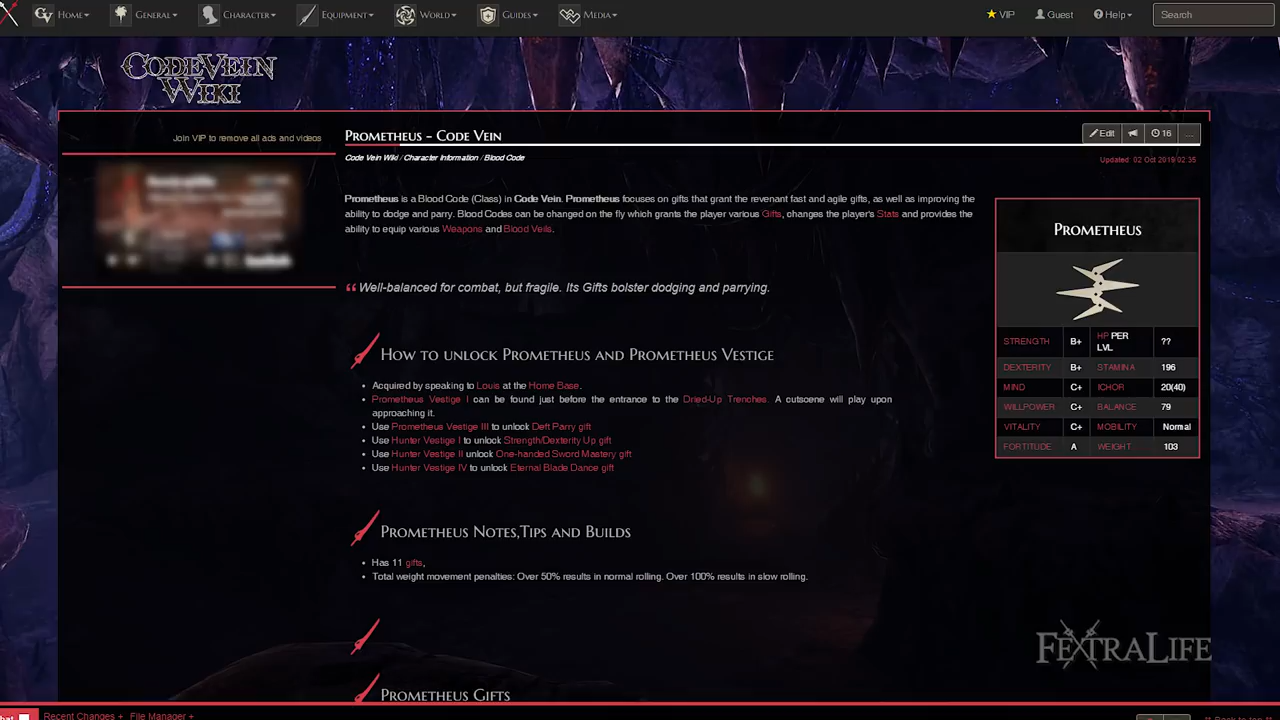 Home
General
Character
Equipment
World
Guides
Media
VIP
Guest
Help
Search
CodeVein
Wiki
Join VIP to remove all ads and videos
Prometheus - Code Vein
Edit
16
...
Code Vein Wiki / Character Information / Blood Code
Updated: 02 Oct 2019 02:35
Prometheus is a Blood Code (Class) in Code Vein. Prometheus focuses on gifts that grant the revenant fast and agile gifts, as well as improving the
ability to dodge and parry. Blood Codes can be changed on the fly which grants the player various Gifts, changes the player's Stats and provides the
ability to equip various Weapons and Blood Veils.
Prometheus
Well-balanced for combat, but fragile. Its Gifts bolster dodging and parrying.
STRENGTH B+ HP PER LVL ??
DEXTERITY B+ STAMINA 196
MIND C+ ICHOR 20(40)
WILLPOWER C+ BALANCE 79
VITALITY C+ MOBILITY Normal
FORTITUDE A WEIGHT 103
How to unlock Prometheus and Prometheus Vestige
Acquired by speaking to Louis at the Home Base.
Prometheus Vestige I can be found just before the entrance to the Dried-Up Trenches. A cutscene will play upon
approaching it.
Use Prometheus Vestige III to unlock Deft Parry gift
Use Hunter Vestige I to unlock Strength/Dexterity Up gift
Use Hunter Vestige II unlock One-handed Sword Mastery gift
Use Hunter Vestige IV to unlock Eternal Blade Dance gift
Prometheus Notes,Tips and Builds
Has 11 gifts,
Total weight movement penalties: Over 50% results in normal rolling. Over 100% results in slow rolling.
FextraLife
Prometheus Gifts
Recent Changes +
File Manager +